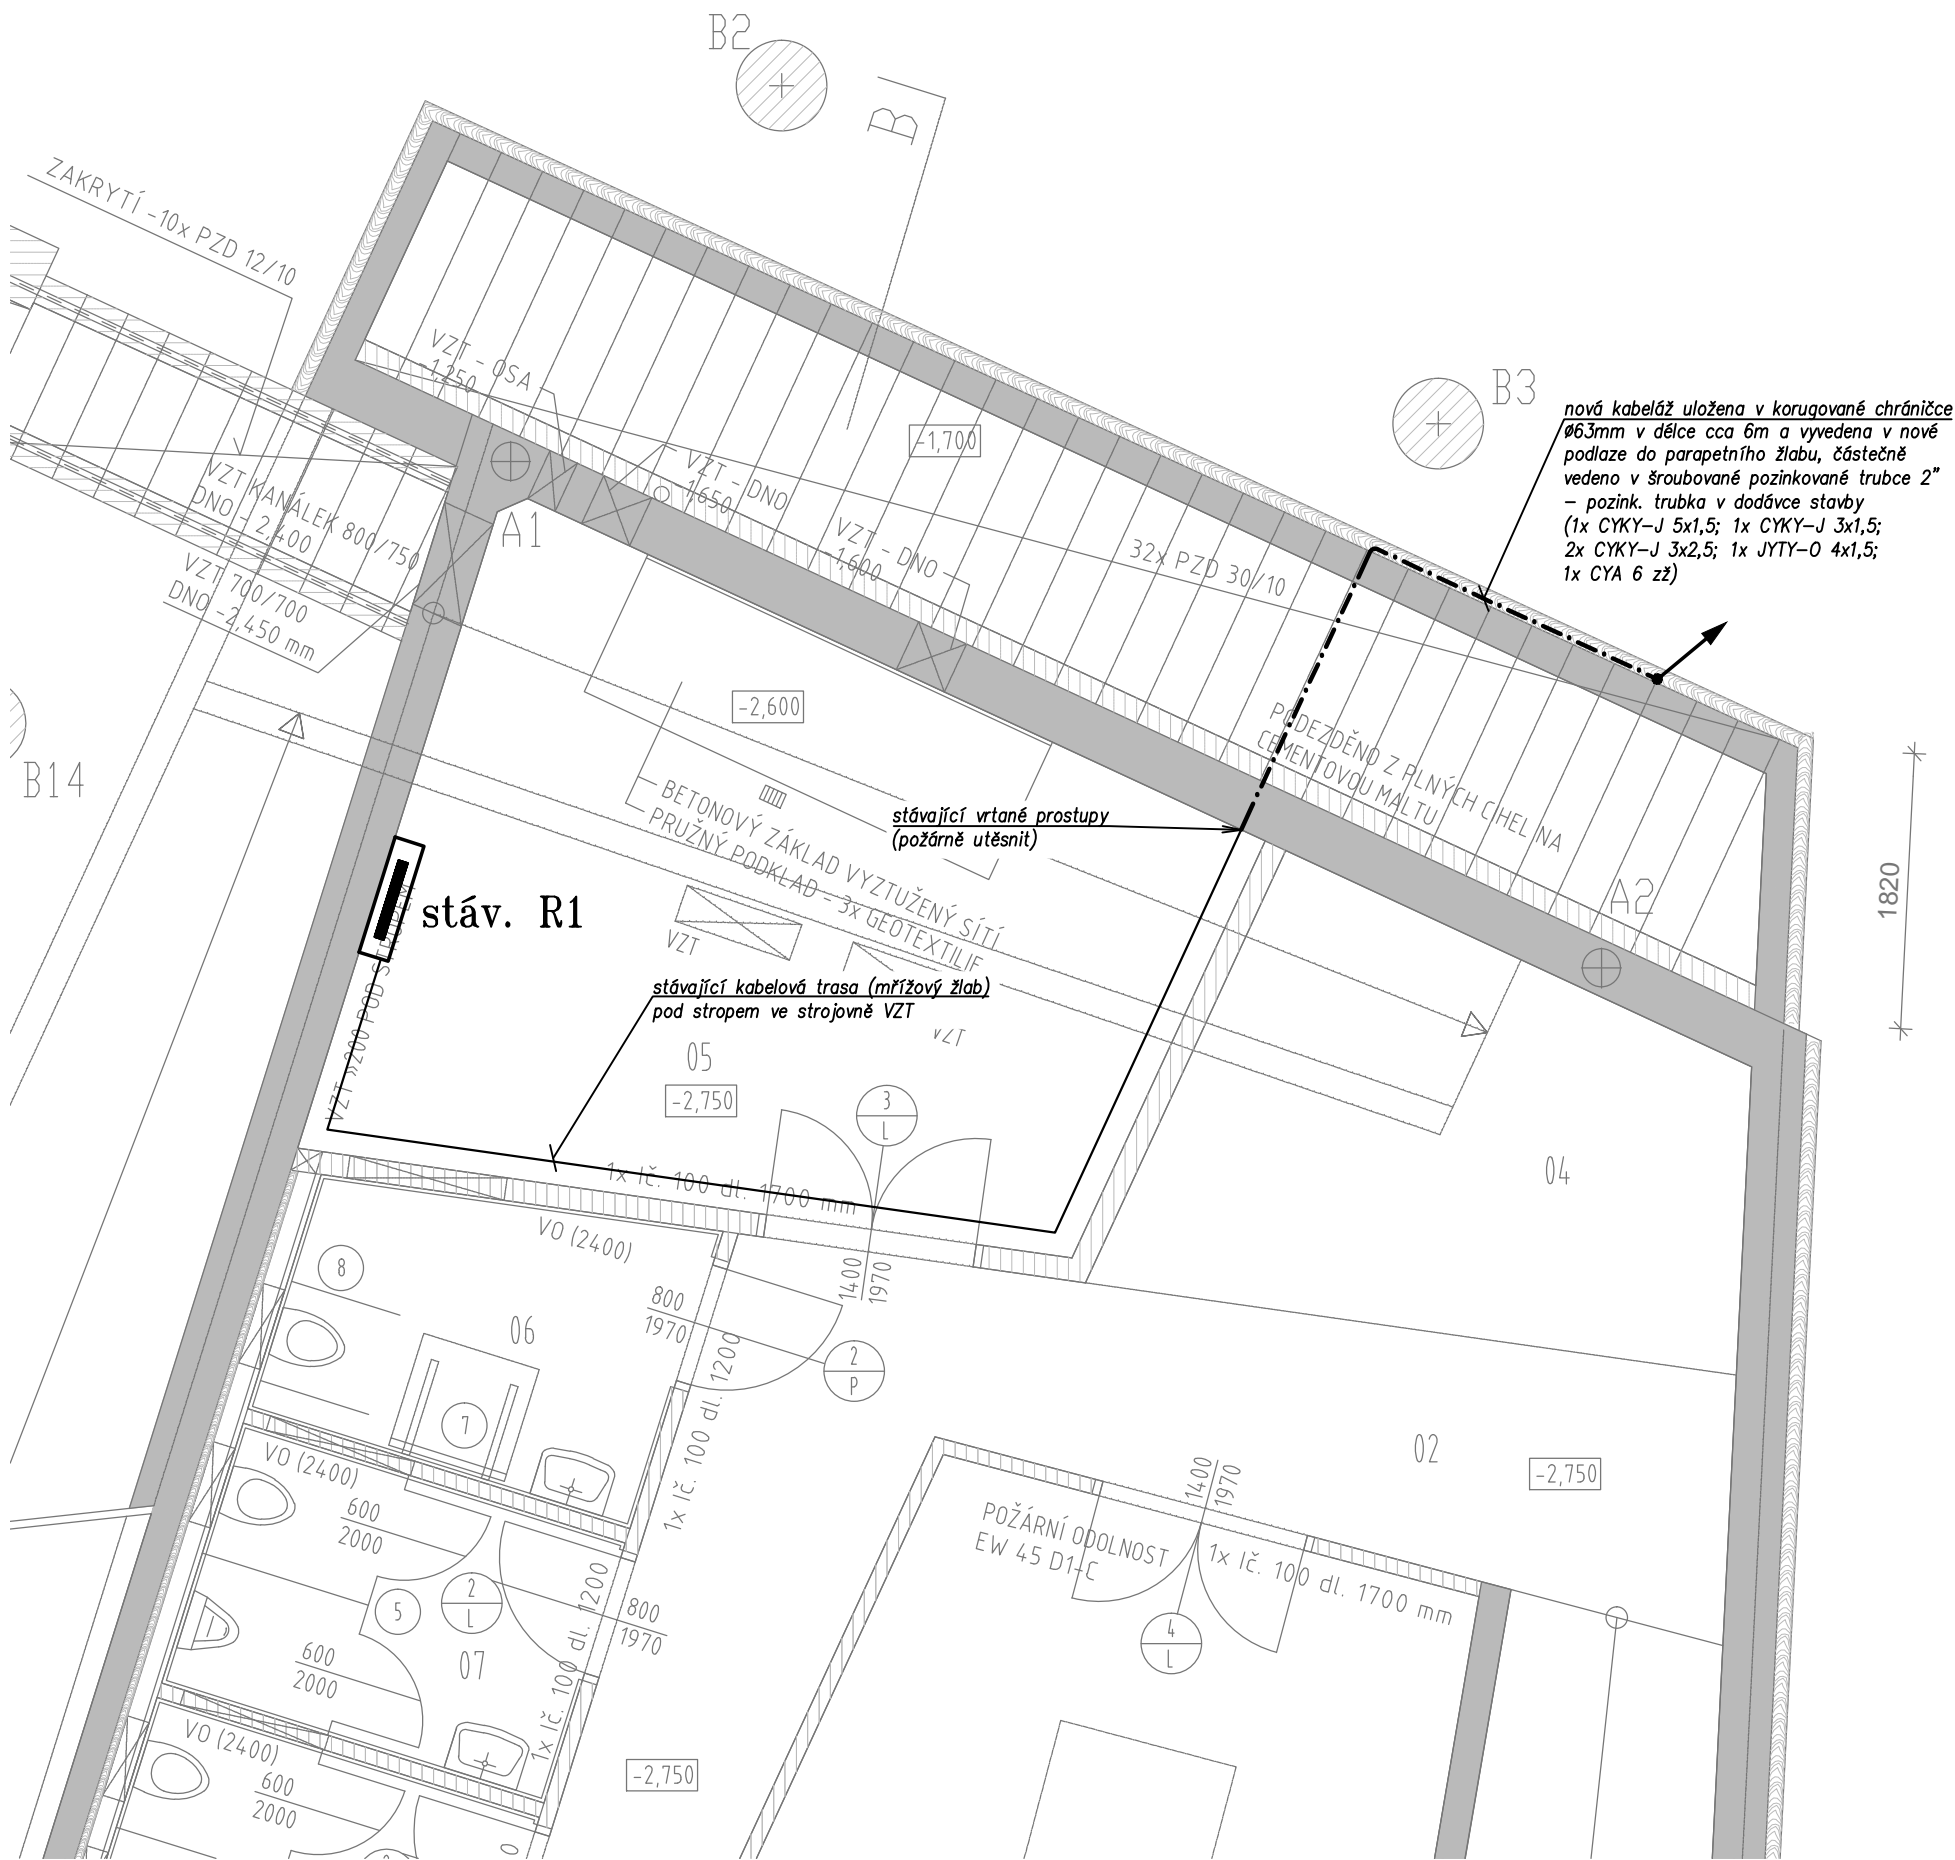 B2
B
ZAKRYTÍ -10x PZD 12/10
VZT - OSA
-1,250
-1,700
B3
nová kabeláž uložena v korugované chráničce
ø63mm v délce cca 6m a vyvedena v nové
podlaze do parapetního žlabu, částečně
vedeno v šroubované pozinkované trubce 2"
– pozink. trubka v dodávce stavby
(1x CYKY–J 5x1,5; 1x CYKY–J 3x1,5;
2x CYKY–J 3x2,5; 1x JYTY–O 4x1,5;
1x CYA 6 zž)
VZT KANÁLEK 800/750
DNO - 2,400
VZT 700/700
DNO -2,450 mm
A1
VZT - DNO
-1,650
VZT - DNO
-1,600
32x PZD 30/10
-2,600
PODEZDĚNO Z PLNÝCH CIHEL NA
CEMENTOVOU MALTU
B14
BETONOVÝ ZÁKLAD VYZTUŽENÝ SÍTÍ
PRUŽNÝ PODKLAD - 3x GEOTEXTILIE
stávající vrtané prostupy
(požárně utěsnit)
A2
1820
stáv. R1
VZT
stávající kabelová trasa (mřížový žlab)
pod stropem ve strojovně VZT
VZT
VZT »200 POD STROPEM
05
-2,750
3
L
04
1x Ič. 100 dl. 1700 mm
VO (2400)
8
1400
1970
800
1970
06
2
P
1x Ič. 100 dl. 1200
7
02
-2,750
VO (2400)
600
2000
1400
1970
POŽÁRNÍ ODOLNOST
EW 45 D1-C
1x Ič. 100 dl. 1700 mm
5
2
L
1x Ič. 100 dl. 1200
800
1970
4
L
600
2000
07
VO (2400)
600
2000
-2,750